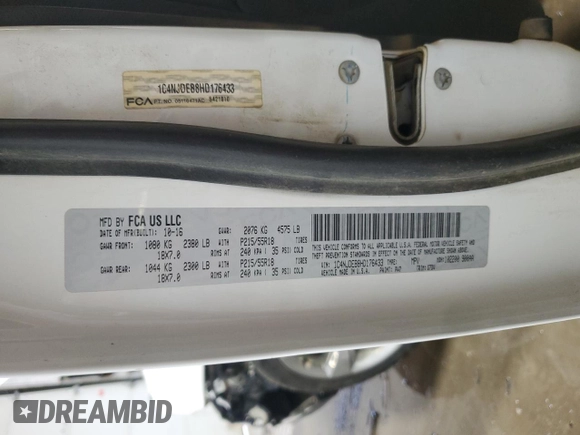 1C4NJDEB8HD176433
FCA
MFD BY FCA US LLC
DATE OF MFR(BUILT): 10-16 GVWR: 2076 KG 4575 LB
GAWR FRONT: 1080 KG 2380 LB WITH P215/55R18 TIRES
18X7.0 RIMS AT 240 KPA( 35 PSI) COLD
GAWR REAR: 1044 KG 2300 LB WITH P215/55R18 TIRES
18X7.0 RIMS AT 240 KPA( 35 PSI) COLD
THIS VEHICLE CONFORMS TO ALL APPLICABLE U.S. FEDERAL MOTOR VEHICLE SAFETY AND
THEFT PREVENTION STANDARDS IN EFFECT ON THE DATE OF MANUFACTURE SHOWN ABOVE.
VIN: 1C4NJDEB8HD176433 TYPE: MPV
MADE IN U.S.A. PAINT: PW7 TRIM:
DREAMBID